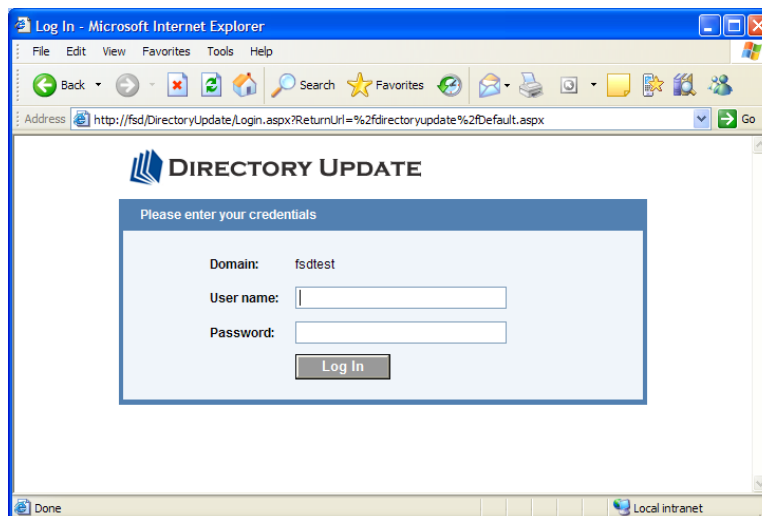 Log In - Microsoft Internet Explorer
File Edit View Favorites Tools Help
Back Search Favorites
Address http://fsd/DirectoryUpdate/Login.aspx?ReturnUrl=%2fdirectoryupdate%2fDefault.aspx Go
DIRECTORY UPDATE
Please enter your credentials
Domain: fsdtest
User name:
Password:
Log In
Done Local intranet